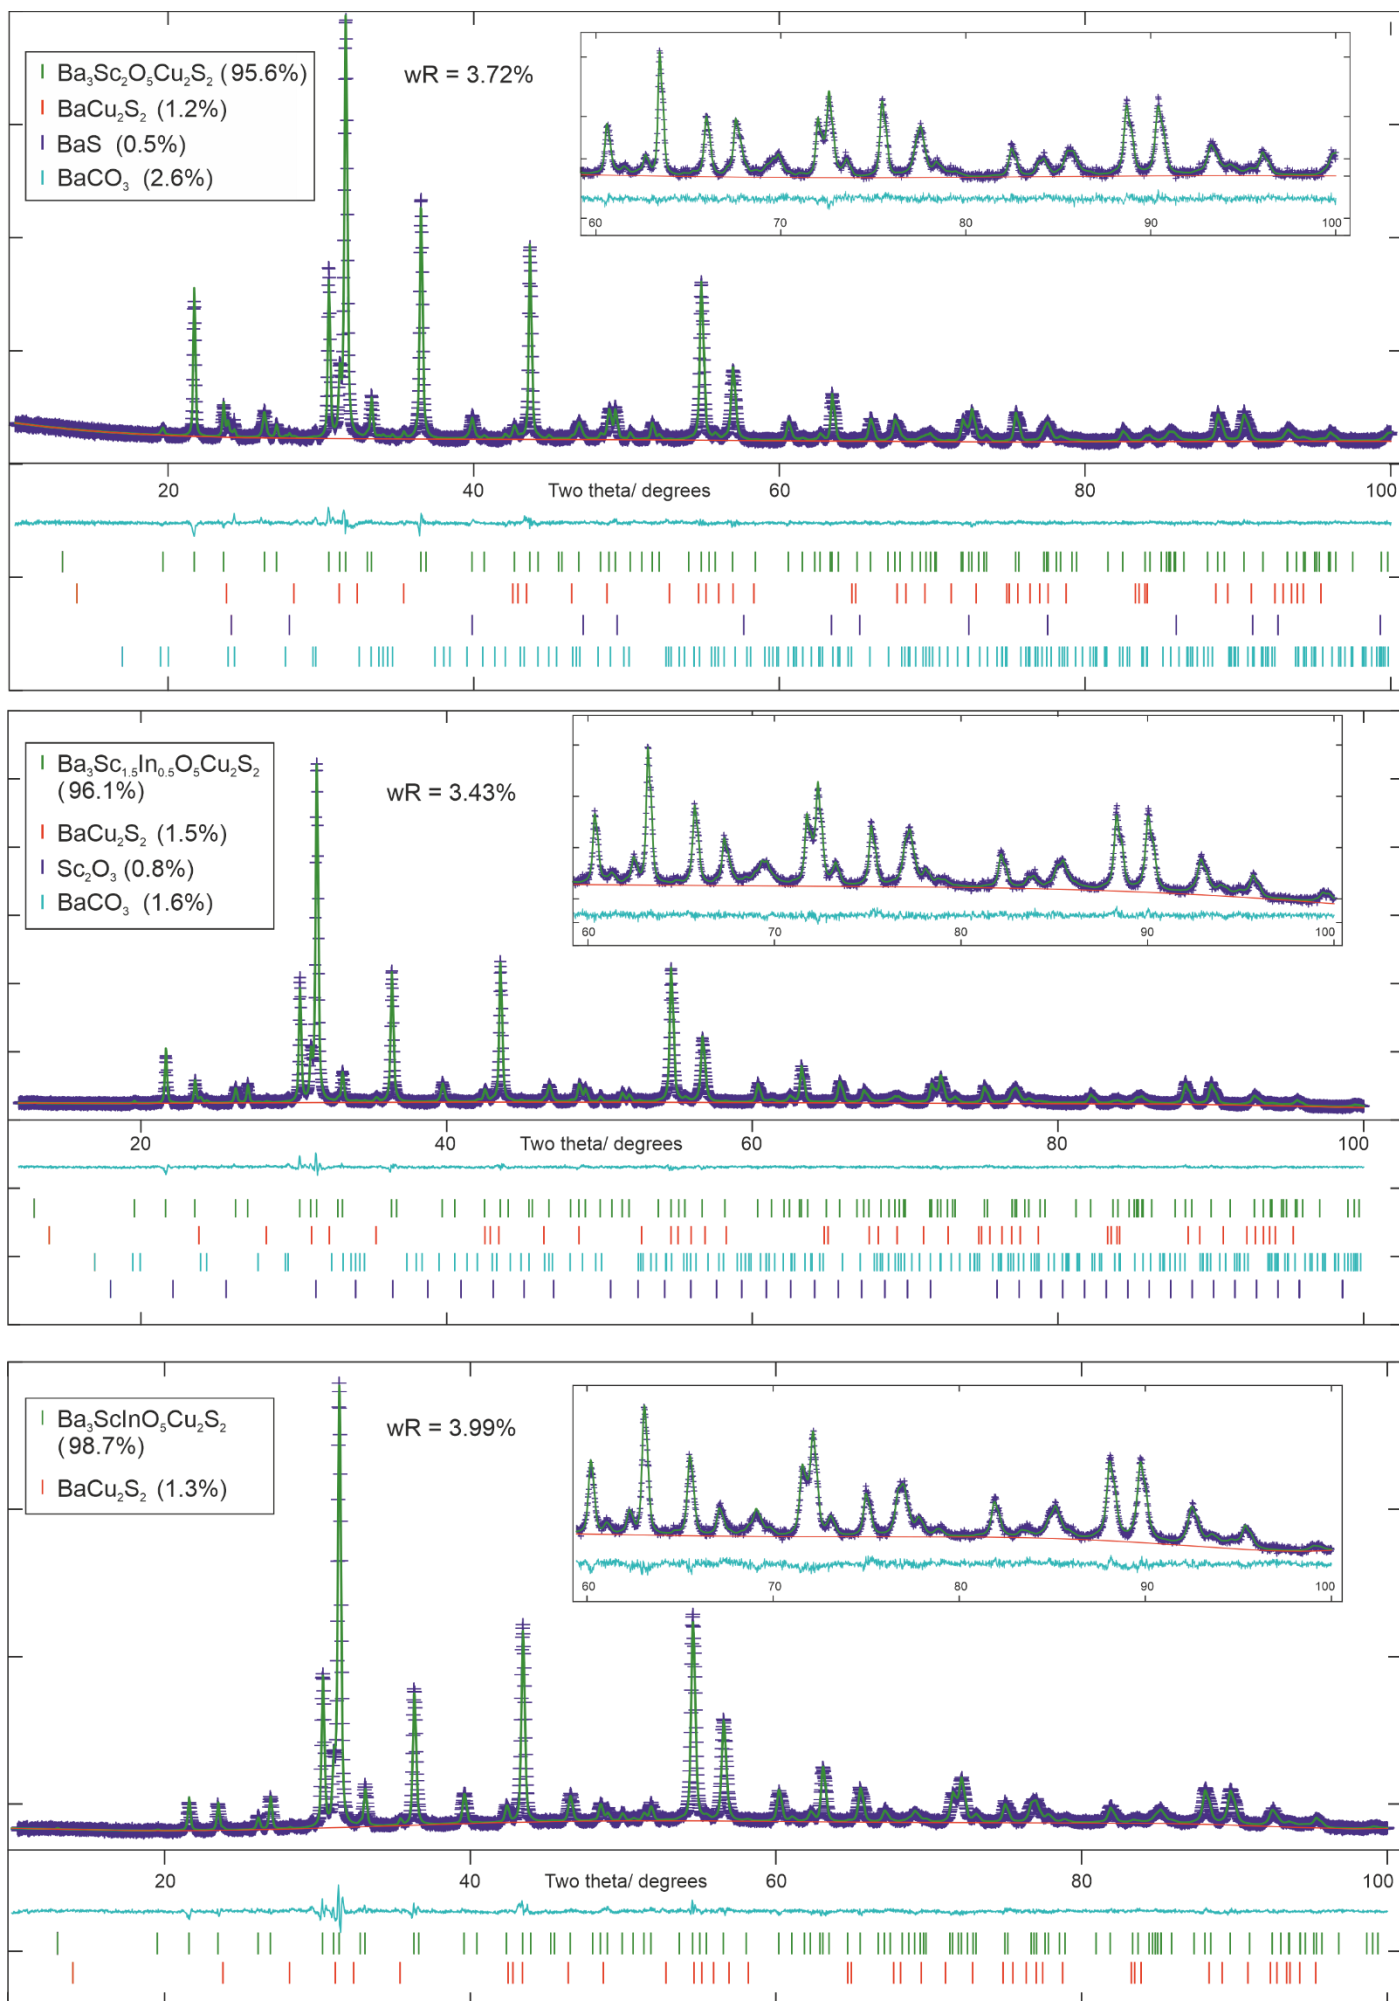 Ba₃Sc₂O₅Cu₂S₂ (95.6%)
BaCu₂S₂ (1.2%)
BaS (0.5%)
BaCO₃ (2.6%)
wR = 3.72%
60 70 80 90 100
20 40 Two theta/ degrees 60 80 100
Ba₃Sc₁.₅In₀.₅O₅Cu₂S₂
(96.1%)
BaCu₂S₂ (1.5%)
Sc₂O₃ (0.8%)
BaCO₃ (1.6%)
wR = 3.43%
60 70 80 90 100
20 40 Two theta/ degrees 60 80 100
Ba₃ScInO₅Cu₂S₂
(98.7%)
BaCu₂S₂ (1.3%)
wR = 3.99%
60 70 80 90 100
20 40 Two theta/ degrees 60 80 100